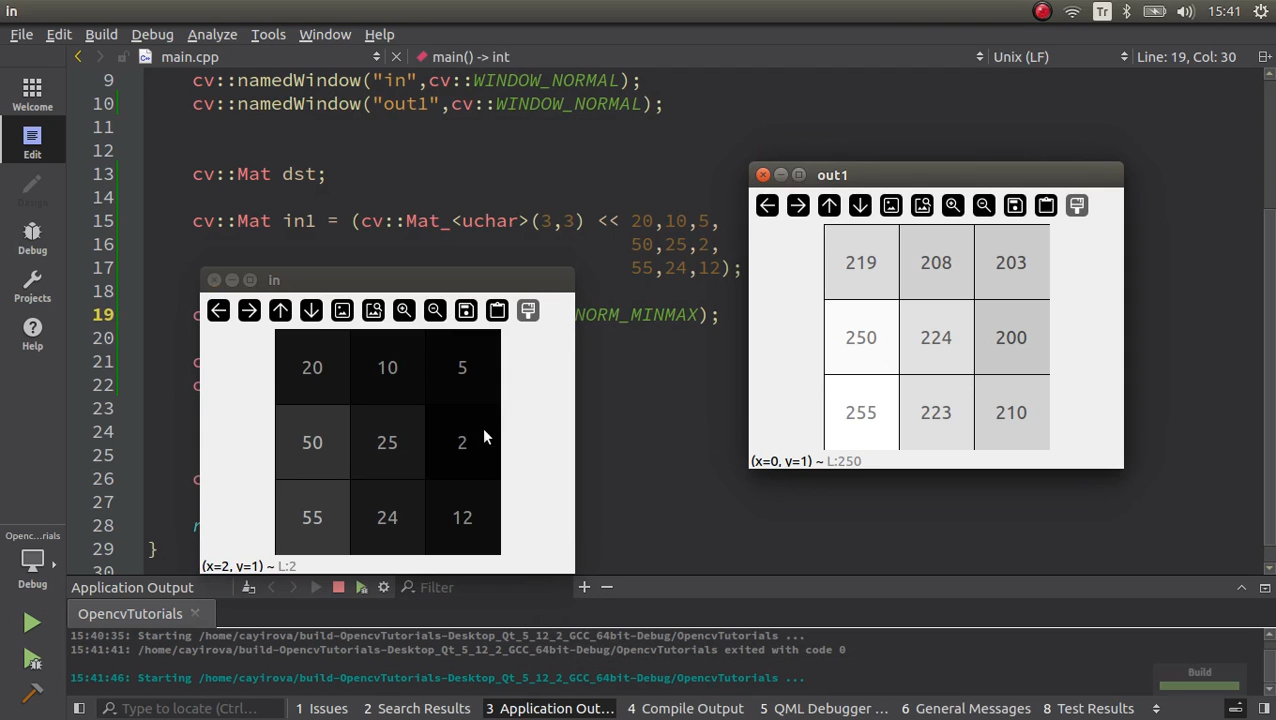 in
Tr
15:41
File Edit Build Debug Analyze Tools Window Help
main.cpp
main() -> int
Unix (LF)
Line: 19, Col: 30
Welcome
Edit
Design
Debug
Projects
Help
Openc...rials
Debug
9 cv::namedWindow("in",cv::WINDOW_NORMAL);
10 cv::namedWindow("out1",cv::WINDOW_NORMAL);
11
12
13 cv::Mat dst;
14
15 cv::Mat in1 = (cv::Mat_<uchar>(3,3) << 20,10,5,
16 50,25,2,
17 55,24,12);
18
19 c NORM_MINMAX);
20
21
22
23
24
25
26
27
28
29 }
30
in
20 10 5
50 25 2
55 24 12
(x=2, y=1) ~ L:2
out1
219 208 203
250 224 200
255 223 210
(x=0, y=1) ~ L:250
Application Output
Filter
OpencvTutorials
15:40:35: Starting /home/cayirova/build-OpencvTutorials-Desktop_Qt_5_12_2_GCC_64bit-Debug/OpencvTutorials ...
15:41:41: /home/cayirova/build-OpencvTutorials-Desktop_Qt_5_12_2_GCC_64bit-Debug/OpencvTutorials exited with code 0
15:41:46: Starting /home/cayirova/build-OpencvTutorials-Desktop_Qt_5_12_2_GCC_64bit-Debug/OpencvTutorials ...
Build
Type to locate (Ctrl...
1 Issues
2 Search Results
3 Application Out...
4 Compile Output
5 QML Debugger ...
6 General Messages
8 Test Results